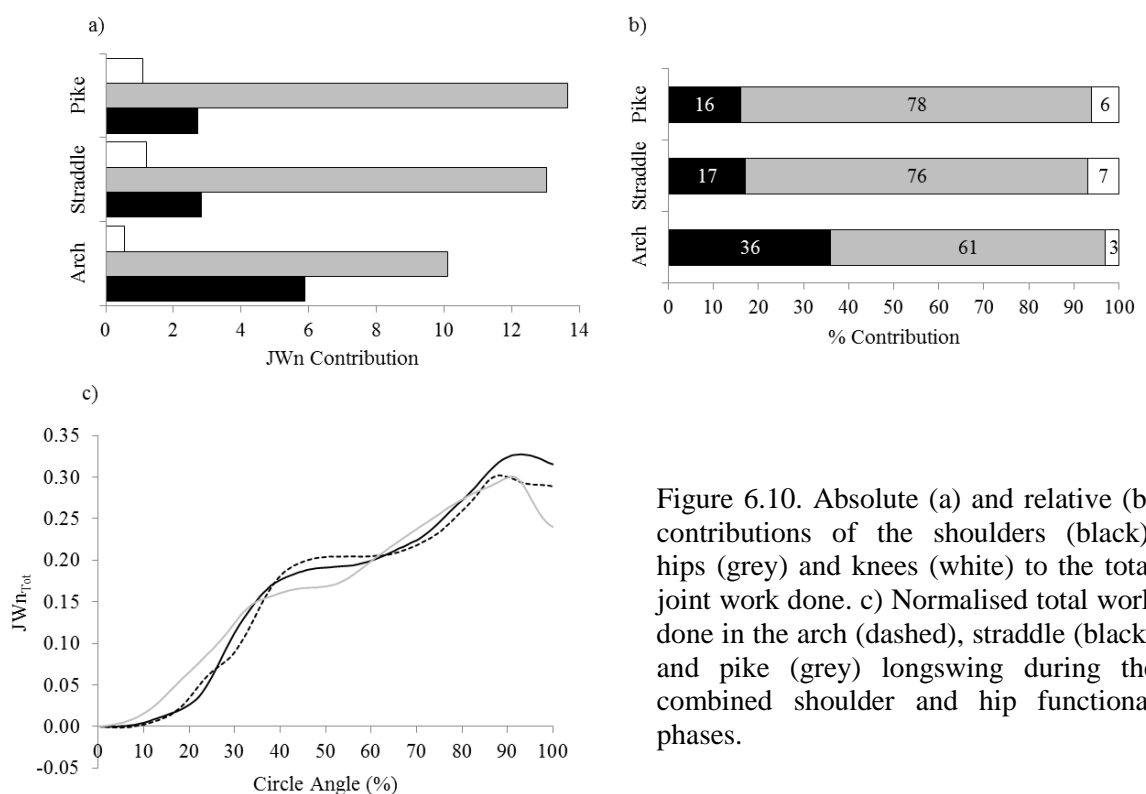 a)
Pike
Straddle
Arch
0 2 4 6 8 10 12 14
JWn Contribution
b)
Pike
16 78 6
Straddle
17 76 7
Arch
36 61 3
0 10 20 30 40 50 60 70 80 90 100
% Contribution
c)
0.35
0.30
0.25
0.20
0.15
0.10
0.05
0.00
-0.05
JWn_Tot
0 10 20 30 40 50 60 70 80 90 100
Circle Angle (%)
Figure 6.10. Absolute (a) and relative (b
contributions of the shoulders (black)
hips (grey) and knees (white) to the tota
joint work done. c) Normalised total worl
done in the arch (dashed), straddle (black
and pike (grey) longswing during the
combined shoulder and hip functiona
phases.